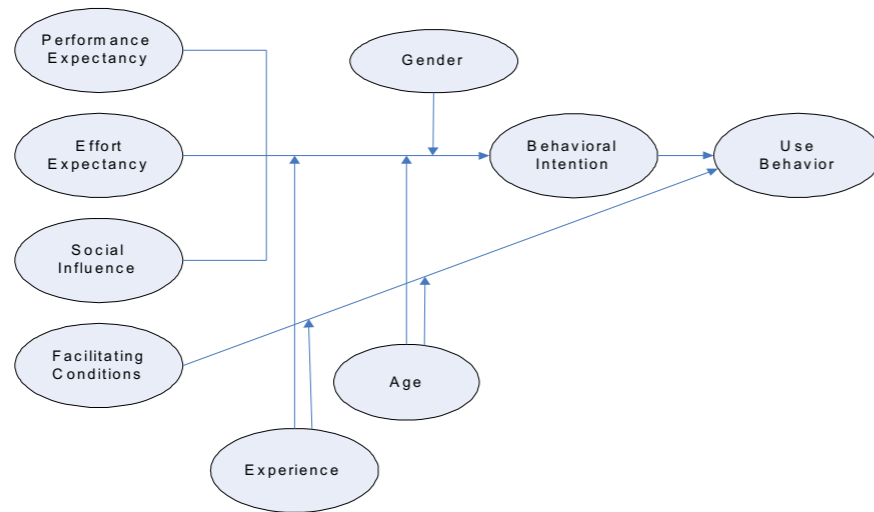 Performance
Expectancy
Gender
Effort
Expectancy
Behavioral
Intention
Use
Behavior
Social
Influence
Facilitating
Conditions
Age
Experience